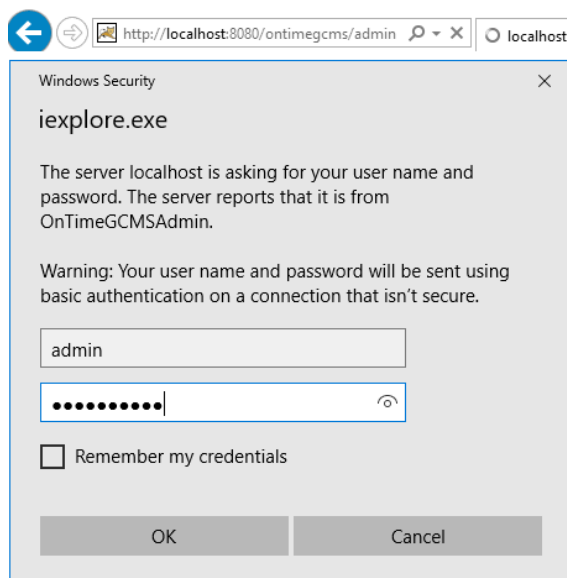 http://localhost:8080/ontimegcms/admin localhost
Windows Security
iexplore.exe
The server localhost is asking for your user name and
password. The server reports that it is from
OnTimeGCMSAdmin.
Warning: Your user name and password will be sent using
basic authentication on a connection that isn't secure.
admin
●●●●●●●●●●
Remember my credentials
OK Cancel